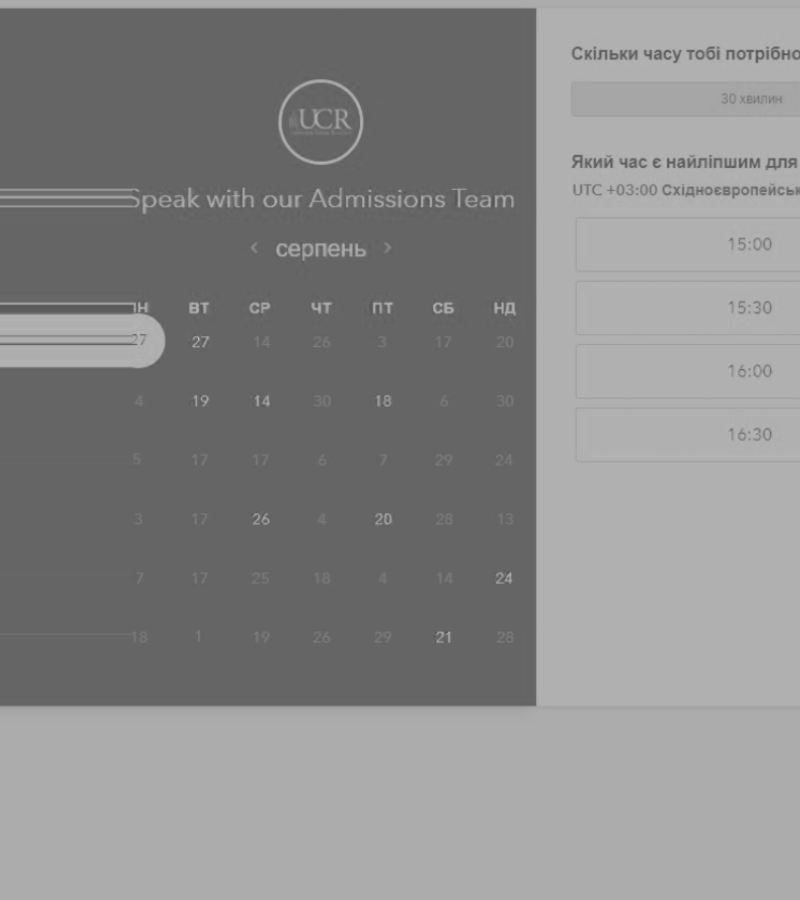 UCR
Speak with our Admissions Team
< серпень >
ПН ВТ СР ЧТ ПТ СБ НД
27 27 14 26 3 17 20
4 19 14 30 18 6 30
5 17 17 6 7 29 24
3 17 26 4 20 28 13
7 17 25 18 4 14 24
18 1 19 26 29 21 28
Скільки часу тобі потрібно
30 хвилин
Який час є найліпшим для
UTC +03:00 Східноєвропейськ
15:00
15:30
16:00
16:30